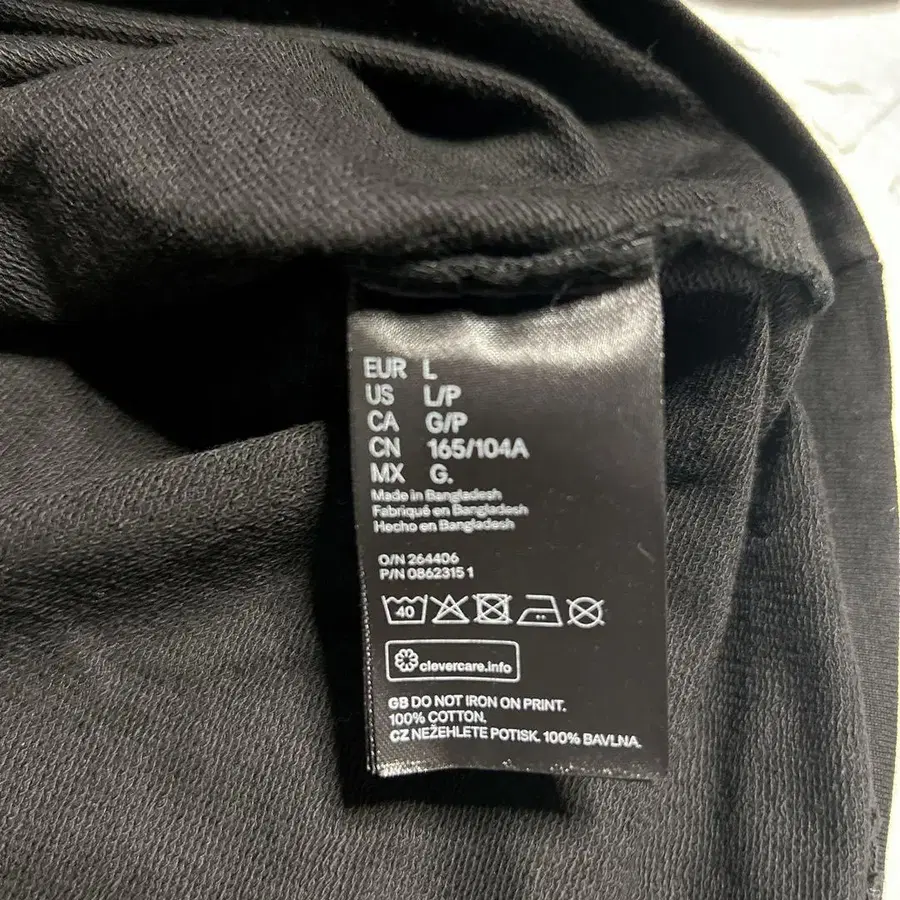 EUR L
US L/P
CA G/P
CN 165/104A
MX G.
Made in Bangladesh
Fabriqué en Bangladesh
Hecho en Bangladesh
O/N 264406
P/N 0862315 1
40
clevercare.info
GB DO NOT IRON ON PRINT.
100% COTTON.
CZ NEŽEHLETE POTISK. 100% BAVLNA.